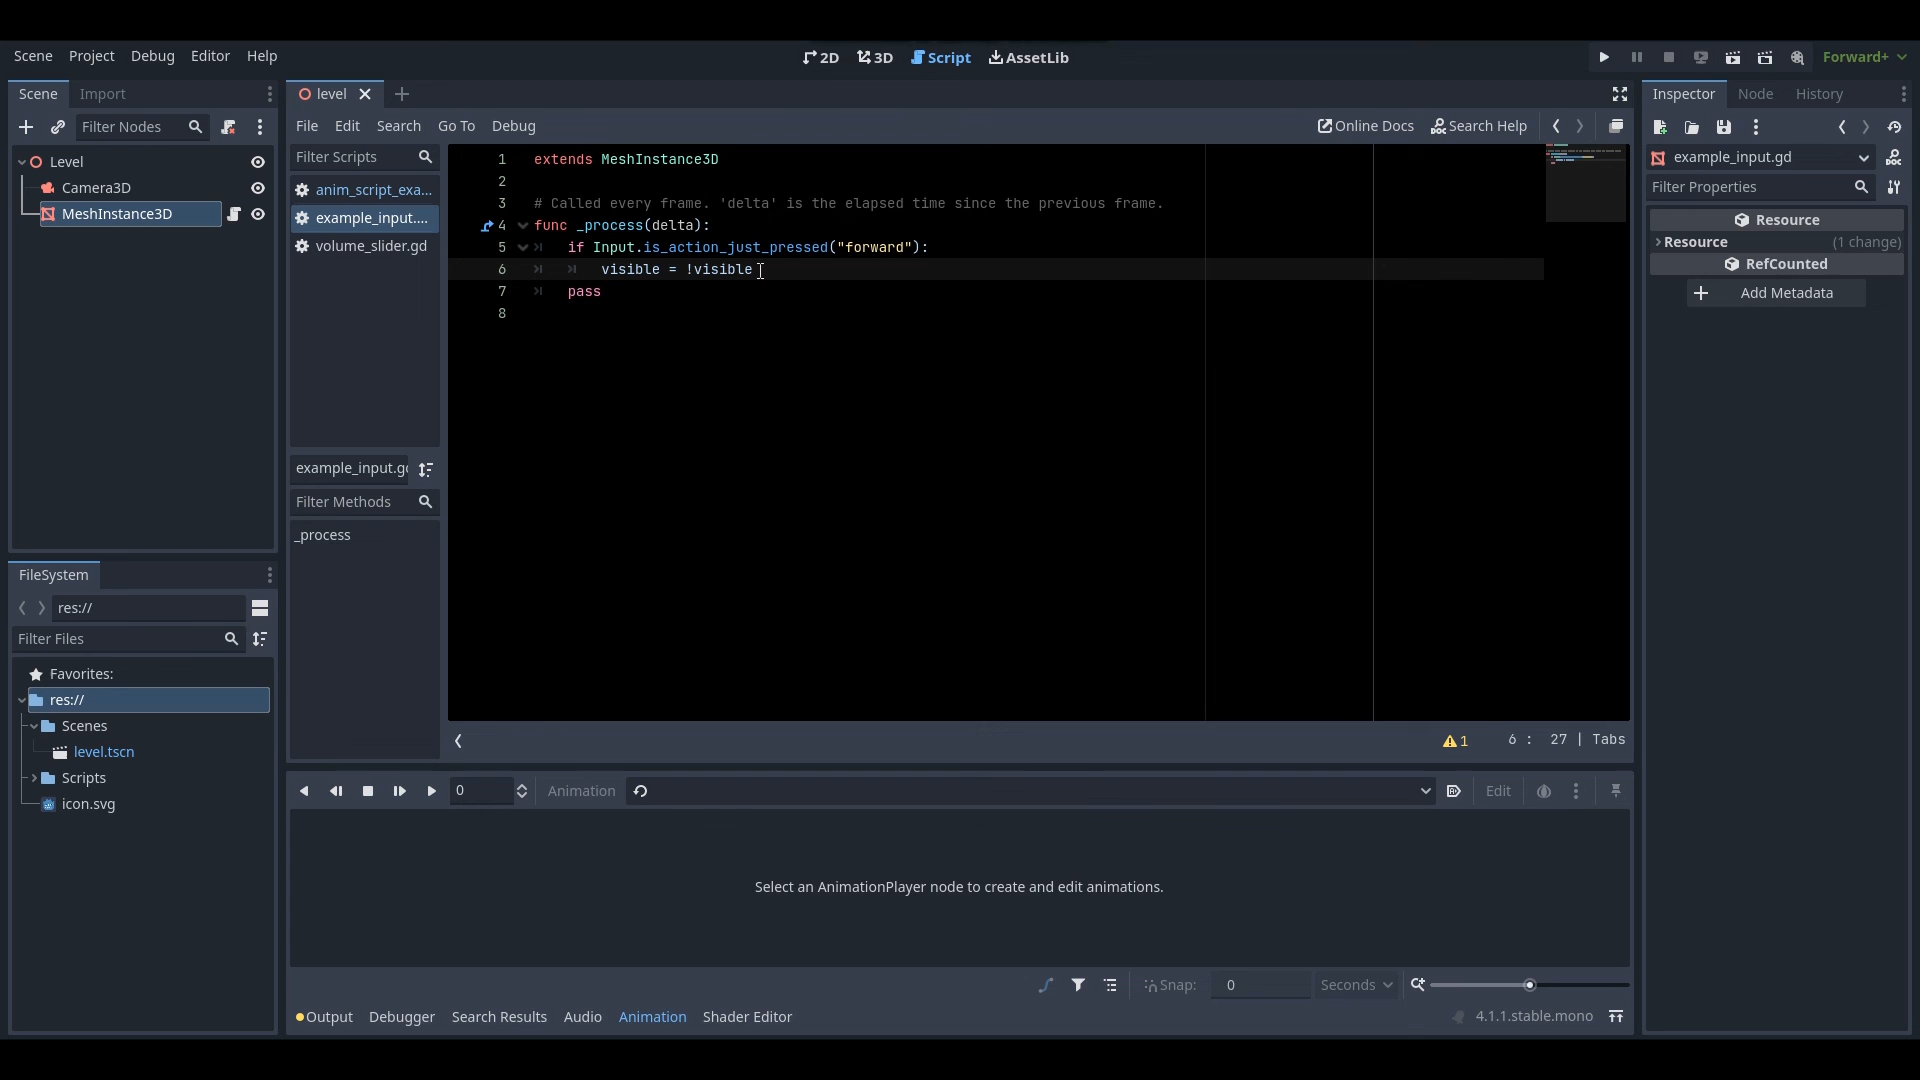 Scene Project Debug Editor Help
2D 3D Script AssetLib
Forward+
Scene Import
Filter Nodes
Level
Camera3D
MeshInstance3D
FileSystem
res://
Filter Files
Favorites:
res://
Scenes
level.tscn
Scripts
icon.svg
level
File Edit Search Go To Debug
Online Docs Search Help
Filter Scripts
anim_script_exa...
example_input....
volume_slider.gd
example_input.gd
Filter Methods
_process
1 extends MeshInstance3D
2
3 # Called every frame. 'delta' is the elapsed time since the previous frame.
4 func _process(delta):
5 if Input.is_action_just_pressed("forward"):
6 visible = !visible
7 pass
8
1 6 : 27 | Tabs
0 Animation Edit
Select an AnimationPlayer node to create and edit animations.
Snap: 0 Seconds
Output Debugger Search Results Audio Animation Shader Editor
4.1.1.stable.mono
Inspector Node History
example_input.gd
Filter Properties
Resource
Resource (1 change)
RefCounted
Add Metadata